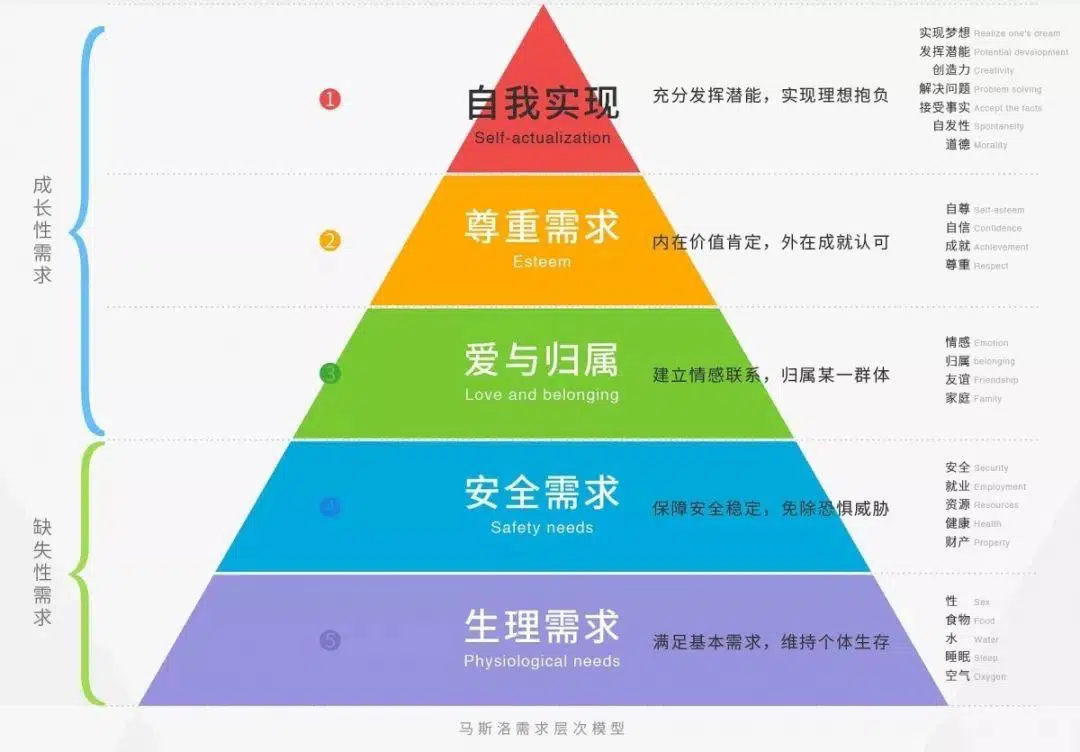 成长性需求
1
自我实现
Self-actualization
充分发挥潜能，实现理想抱负
实现梦想 Realize one's dream
发挥潜能 Potential development
创造力 Creativity
解决问题 Problem solving
接受事实 Accept the facts
自发性 Spontaneity
道德 Morality
2
尊重需求
Esteem
内在价值肯定，外在成就认可
自尊 Self-esteem
自信 Confidence
成就 Achievement
尊重 Respect
3
爱与归属
Love and belonging
建立情感联系，归属某一群体
情感 Emotion
归属 belonging
友谊 Friendship
家庭 Family
缺失性需求
4
安全需求
Safety needs
保障安全稳定，免除恐惧威胁
安全 Security
就业 Employment
资源 Resources
健康 Health
财产 Property
5
生理需求
Physiological needs
满足基本需求，维持个体生存
性 Sex
食物 Food
水 Water
睡眠 Sleep
空气 Oxygen
马斯洛需求层次模型